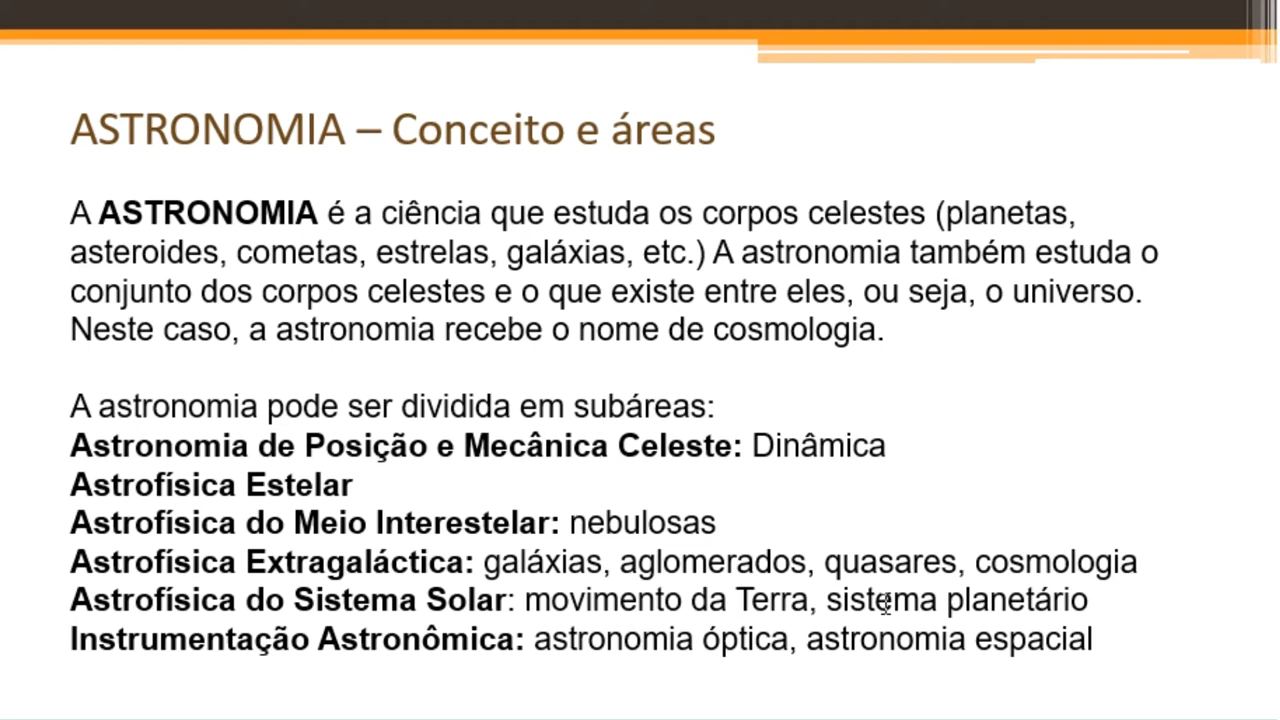 ASTRONOMIA – Conceito e áreas
A ASTRONOMIA é a ciência que estuda os corpos celestes (planetas,
asteroides, cometas, estrelas, galáxias, etc.) A astronomia também estuda o
conjunto dos corpos celestes e o que existe entre eles, ou seja, o universo.
Neste caso, a astronomia recebe o nome de cosmologia.
A astronomia pode ser dividida em subáreas:
Astronomia de Posição e Mecânica Celeste: Dinâmica
Astrofísica Estelar
Astrofísica do Meio Interestelar: nebulosas
Astrofísica Extragaláctica: galáxias, aglomerados, quasares, cosmologia
Astrofísica do Sistema Solar: movimento da Terra, sistema planetário
Instrumentação Astronômica: astronomia óptica, astronomia espacial